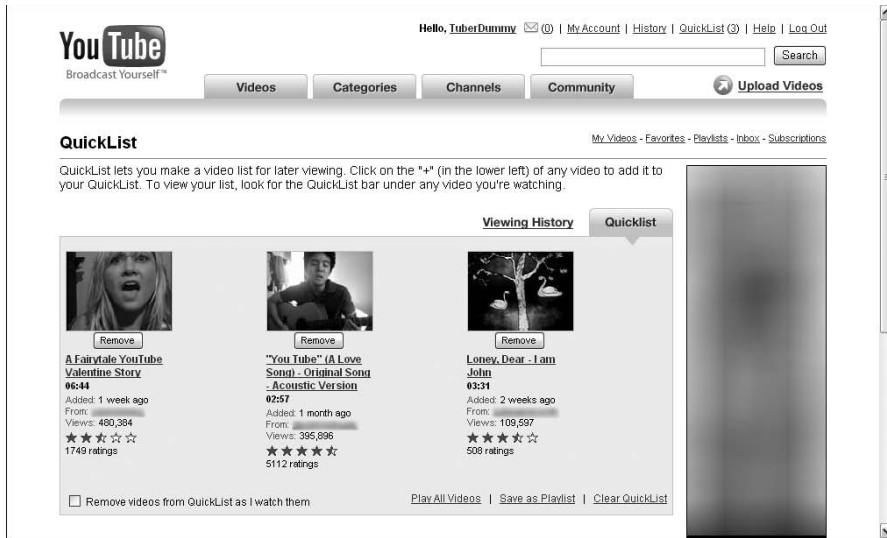 Hello, TuberDummy (0) | My Account | History | QuickList (3) | Help | Log Out
You Tube
Broadcast Yourself™
Search
Videos Categories Channels Community Upload Videos
QuickList
My Videos - Favorites - Playlists - Inbox - Subscriptions
QuickList lets you make a video list for later viewing. Click on the "+" (in the lower left) of any video to add it to
your QuickList. To view your list, look for the QuickList bar under any video you're watching.
Viewing History Quicklist
Remove
A Fairytale YouTube
Valentine Story
06:44
Added: 1 week ago
From:
Views: 480,384
1749 ratings
Remove
"You Tube" (A Love
Song) - Original Song
- Acoustic Version
02:57
Added: 1 month ago
From:
Views: 395,896
5112 ratings
Remove
Loney, Dear - I am
John
03:31
Added: 2 weeks ago
From:
Views: 109,597
508 ratings
Remove videos from QuickList as I watch them
Play All Videos | Save as Playlist | Clear QuickList